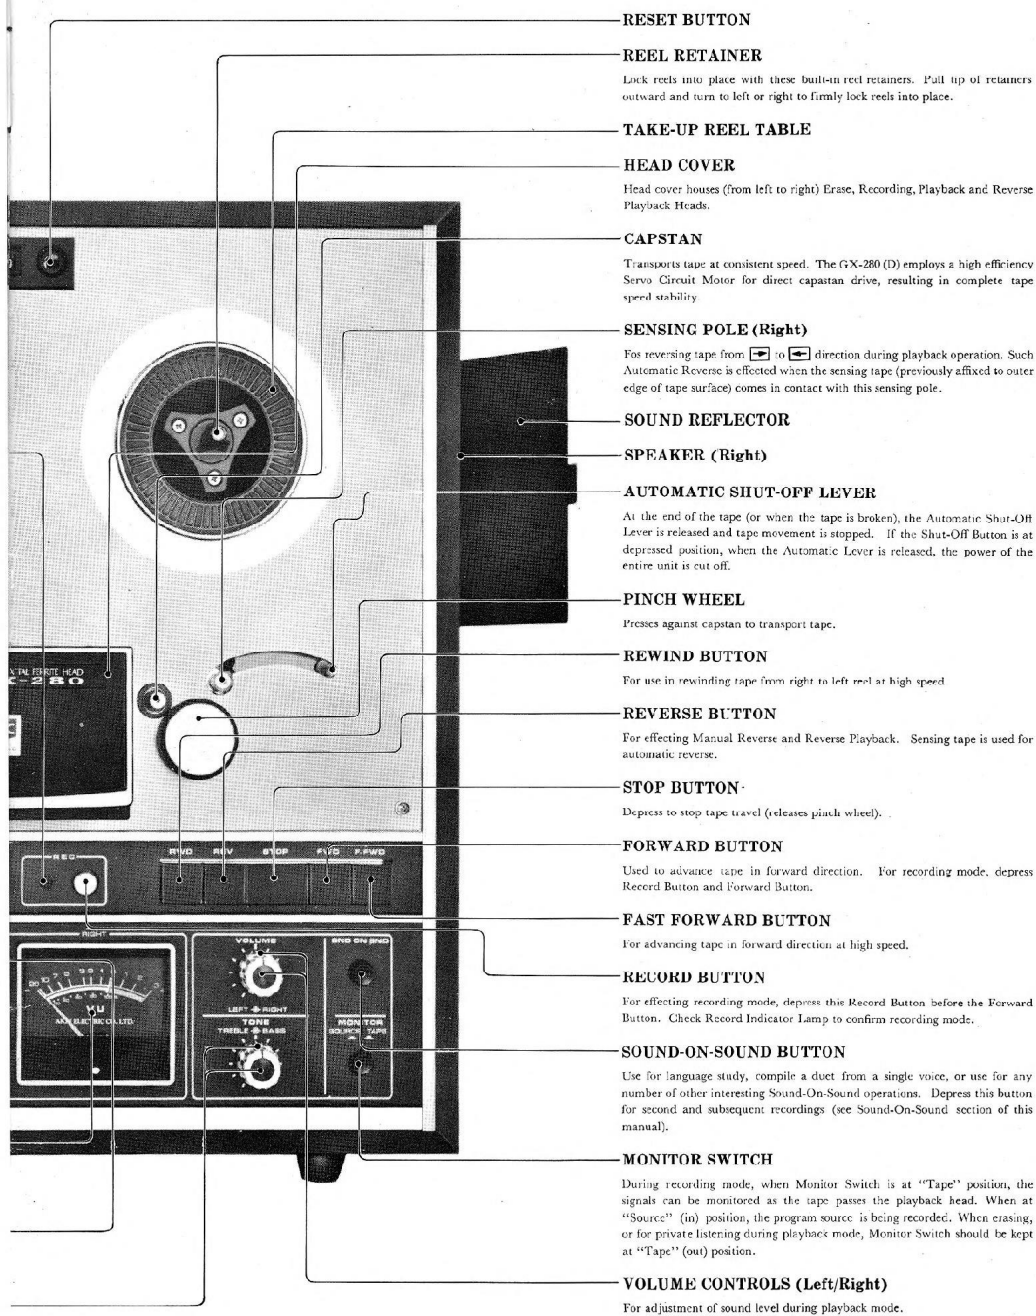 RESET BUTTON
REEL RETAINER
Lock reels into place with these built-in reel retainers. Pull tip of retainers
outward and turn to left or right to firmly lock reels into place.
TAKE-UP REEL TABLE
HEAD COVER
Head cover houses (from left to right) Erase, Recording, Playback and Reverse
Playback Heads.
CAPSTAN
Transports tape at consistent speed. The GX-280 (D) employs a high efficiency
Servo Circuit Motor for direct capastan drive, resulting in complete tape
speed stability
SENSING POLE (Right)
Fos reversing tape from to direction during playback operation. Such
Automatic Reverse is effected when the sensing tape (previously affixed to outer
edge of tape surface) comes in contact with this sensing pole.
SOUND REFLECTOR
SPEAKER (Right)
AUTOMATIC SHUT-OFF LEVER
At the end of the tape (or when the tape is broken), the Automatic Shut-Off
Lever is released and tape movement is stopped. If the Shut-Off Button is at
depressed position, when the Automatic Lever is released, the power of the
entire unit is cut off.
PINCH WHEEL
Presses against capstan to transport tape.
REWIND BUTTON
For use in rewinding tape from right to left reel at high speed
REVERSE BUTTON
For effecting Manual Reverse and Reverse Playback. Sensing tape is used for
automatic reverse.
STOP BUTTON
Depress to stop tape travel (releases pinch wheel).
FORWARD BUTTON
Used to advance tape in forward direction. For recording mode, depress
Record Button and Forward Button.
FAST FORWARD BUTTON
For advancing tape in forward direction at high speed.
RECORD BUTTON
For effecting recording mode, depress this Record Button before the Forward
Button. Check Record Indicator Lamp to confirm recording mode.
SOUND-ON-SOUND BUTTON
Use for language study, compile a duet from a single voice, or use for any
number of other interesting Sound-On-Sound operations. Depress this button
for second and subsequent recordings (see Sound-On-Sound section of this
manual).
MONITOR SWITCH
During recording mode, when Monitor Switch is at "Tape" position, the
signals can be monitored as the tape passes the playback head. When at
"Source" (in) position, the program source is being recorded. When erasing,
or for private listening during playback mode, Monitor Switch should be kept
at "Tape" (out) position.
VOLUME CONTROLS (Left/Right)
For adjustment of sound level during playback mode.
FERRITE HEAD
-280
REC
RWD REV STOP FWD F.FWD
RIGHT
VOLUME
SND ON SND
LEFT RIGHT
TONE
TREBLE BASS
MONITOR
SOURCE TAPE
VU
AKAI ELECTRIC CO. LTD.